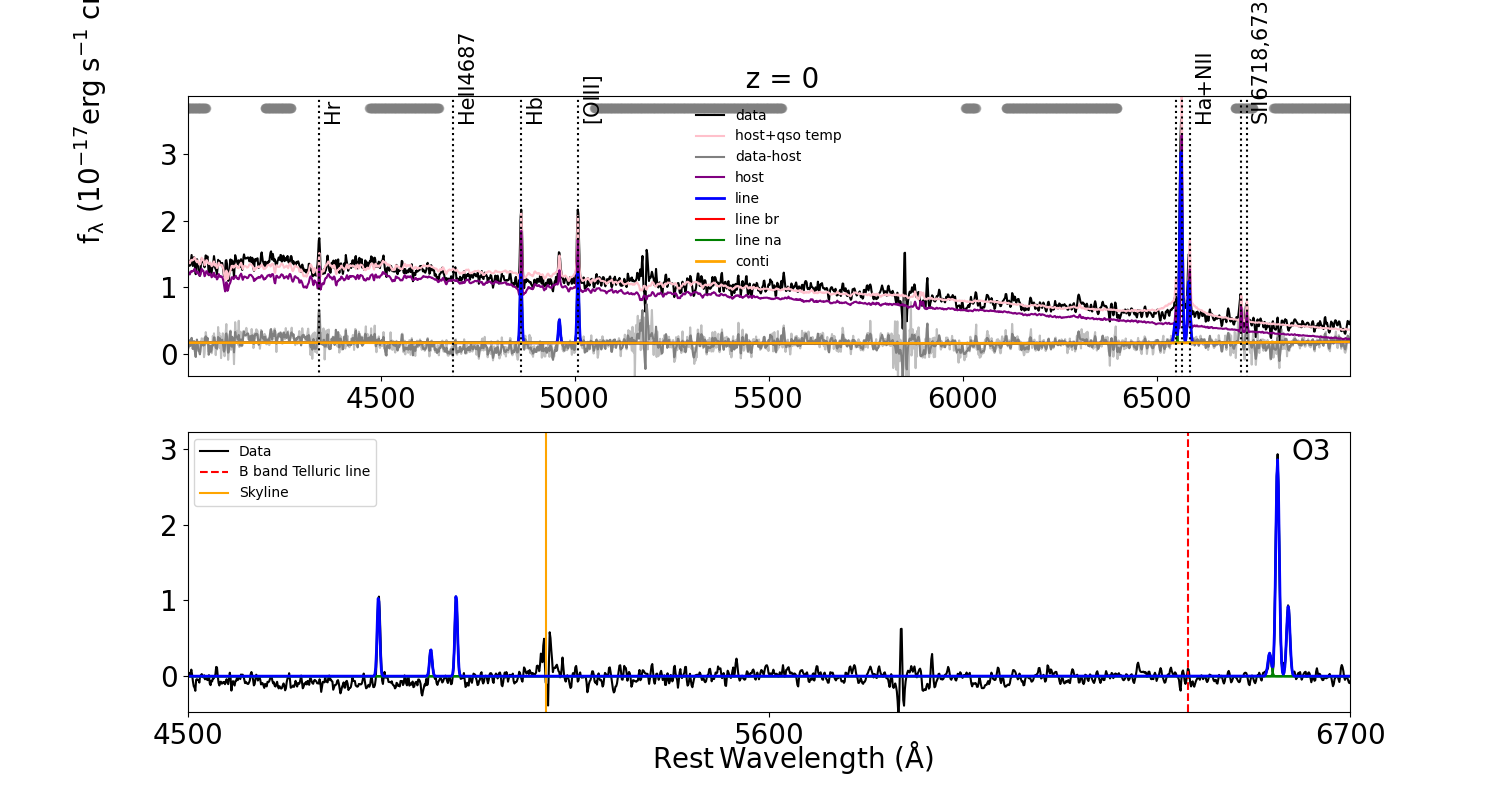 z = 0
fλ (10−17erg s−1 c
Hr
HeII4687
Hb
[OIII]
Ha+NII
SII6718,673
data
host+qso temp
data-host
host
line
line br
line na
conti
3
2
1
0
4500 5000 5500 6000 6500
Data
B band Telluric line
Skyline
O3
3
2
1
0
4500 5600 6700
Rest Wavelength (Å)